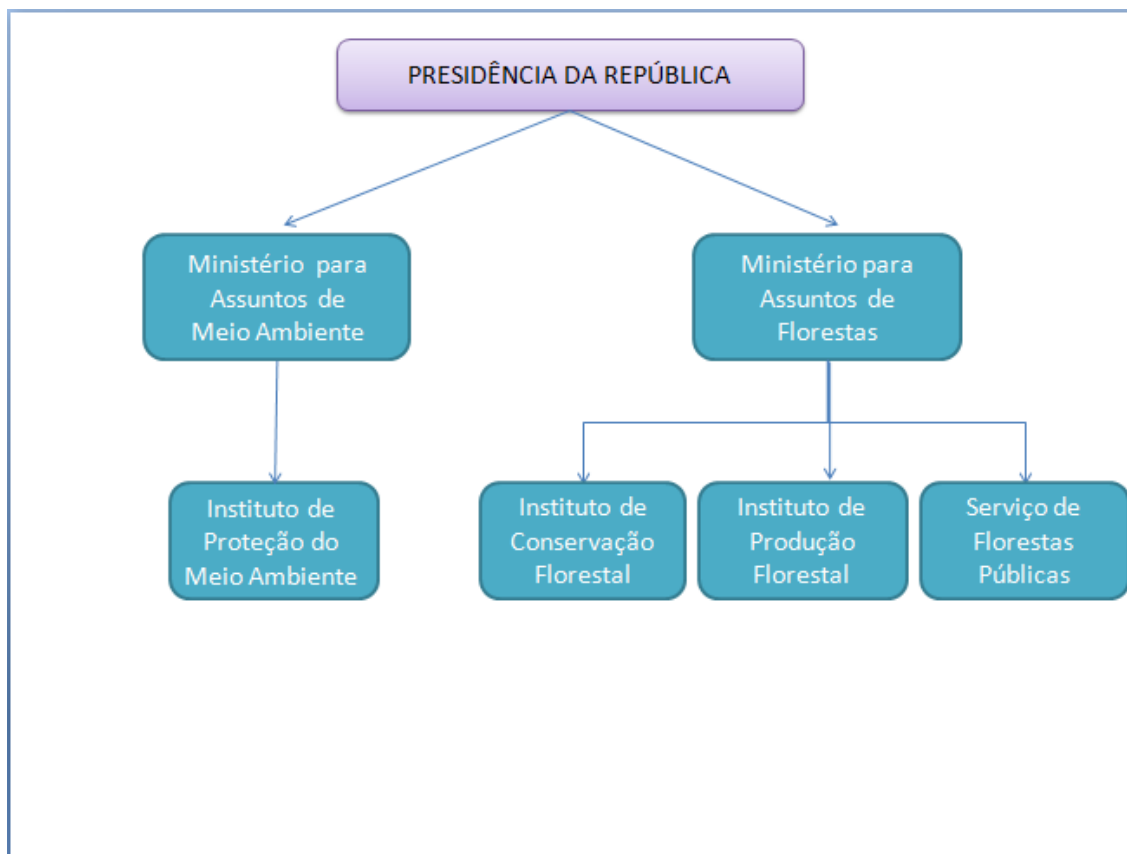 PRESIDÊNCIA DA REPÚBLICA
Ministério para
Assuntos de
Meio Ambiente
Ministério para
Assuntos de
Florestas
Instituto de
Proteção do
Meio Ambiente
Instituto de
Conservação
Florestal
Instituto de
Produção
Florestal
Serviço de
Florestas
Públicas